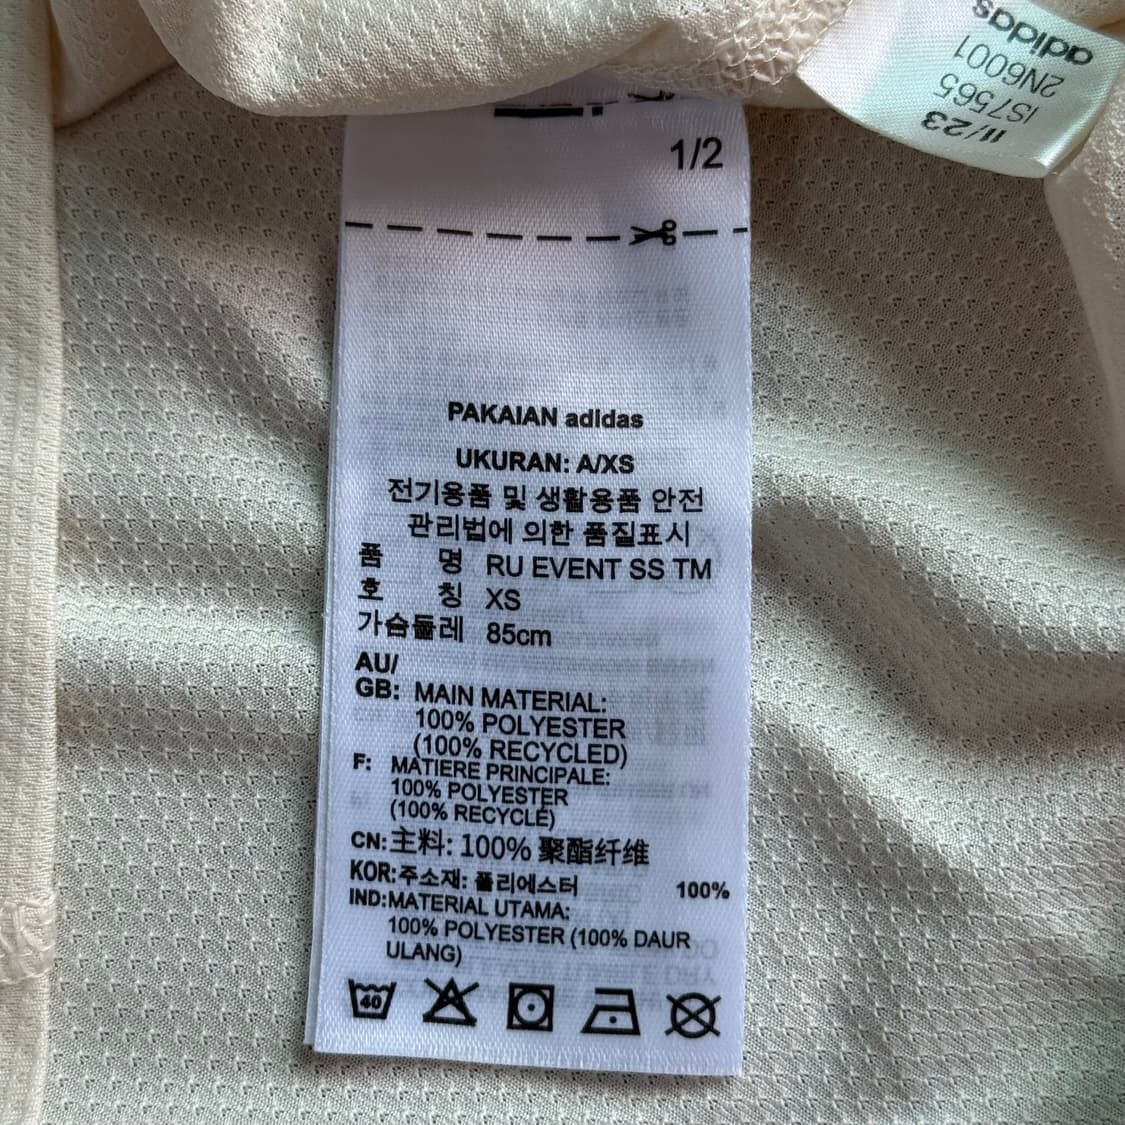 adidas
2N6001
IS7565
11/23
1/2
PAKAIAN adidas
UKURAN: A/XS
전기용품 및 생활용품 안전
관리법에 의한 품질표시
품 명 RU EVENT SS TM
호 칭 XS
가슴둘레 85cm
AU/
GB: MAIN MATERIAL:
100% POLYESTER
(100% RECYCLED)
F: MATIERE PRINCIPALE:
100% POLYESTER
(100% RECYCLÉ)
CN: 主料: 100% 聚酯纤维
KOR: 주소재: 폴리에스터 100%
IND: MATERIAL UTAMA:
100% POLYESTER (100% DAUR
ULANG)
40